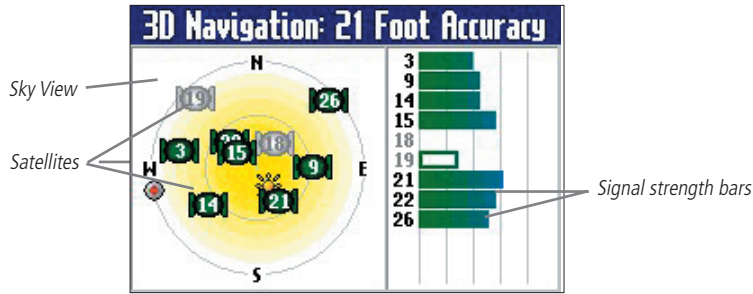 3D Navigation: 21 Foot Accuracy
Sky View
Satellites
Signal strength bars
N
W
E
S
19
26
3
15
18
9
14
21
3
9
14
15
18
19
21
22
26